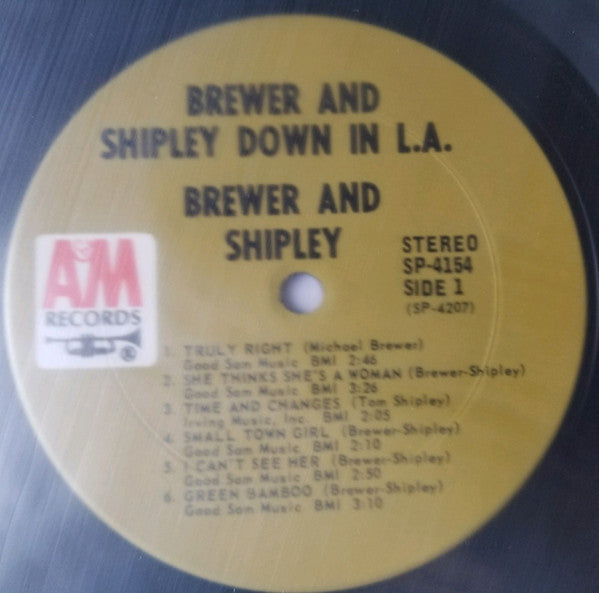 BREWER AND
SHIPLEY DOWN IN L.A.
BREWER AND
SHIPLEY
STEREO
SP-4154
SIDE 1
(SP-4207)
A&M
RECORDS
®
1. TRULY RIGHT (Michael Brewer)
Good Sam Music BMI 2:46
2. SHE THINKS SHE'S A WOMAN (Brewer-Shipley)
Good Sam Music BMI 3:26
3. TIME AND CHANGES (Tom Shipley)
Irving Music, Inc. BMI 2:05
4. SMALL TOWN GIRL (Brewer-Shipley)
Good Sam Music BMI 2:10
5. I CAN'T SEE HER (Brewer-Shipley)
Good Sam Music BMI 2:50
6. GREEN BAMBOO (Brewer-Shipley)
Good Sam Music BMI 3:10